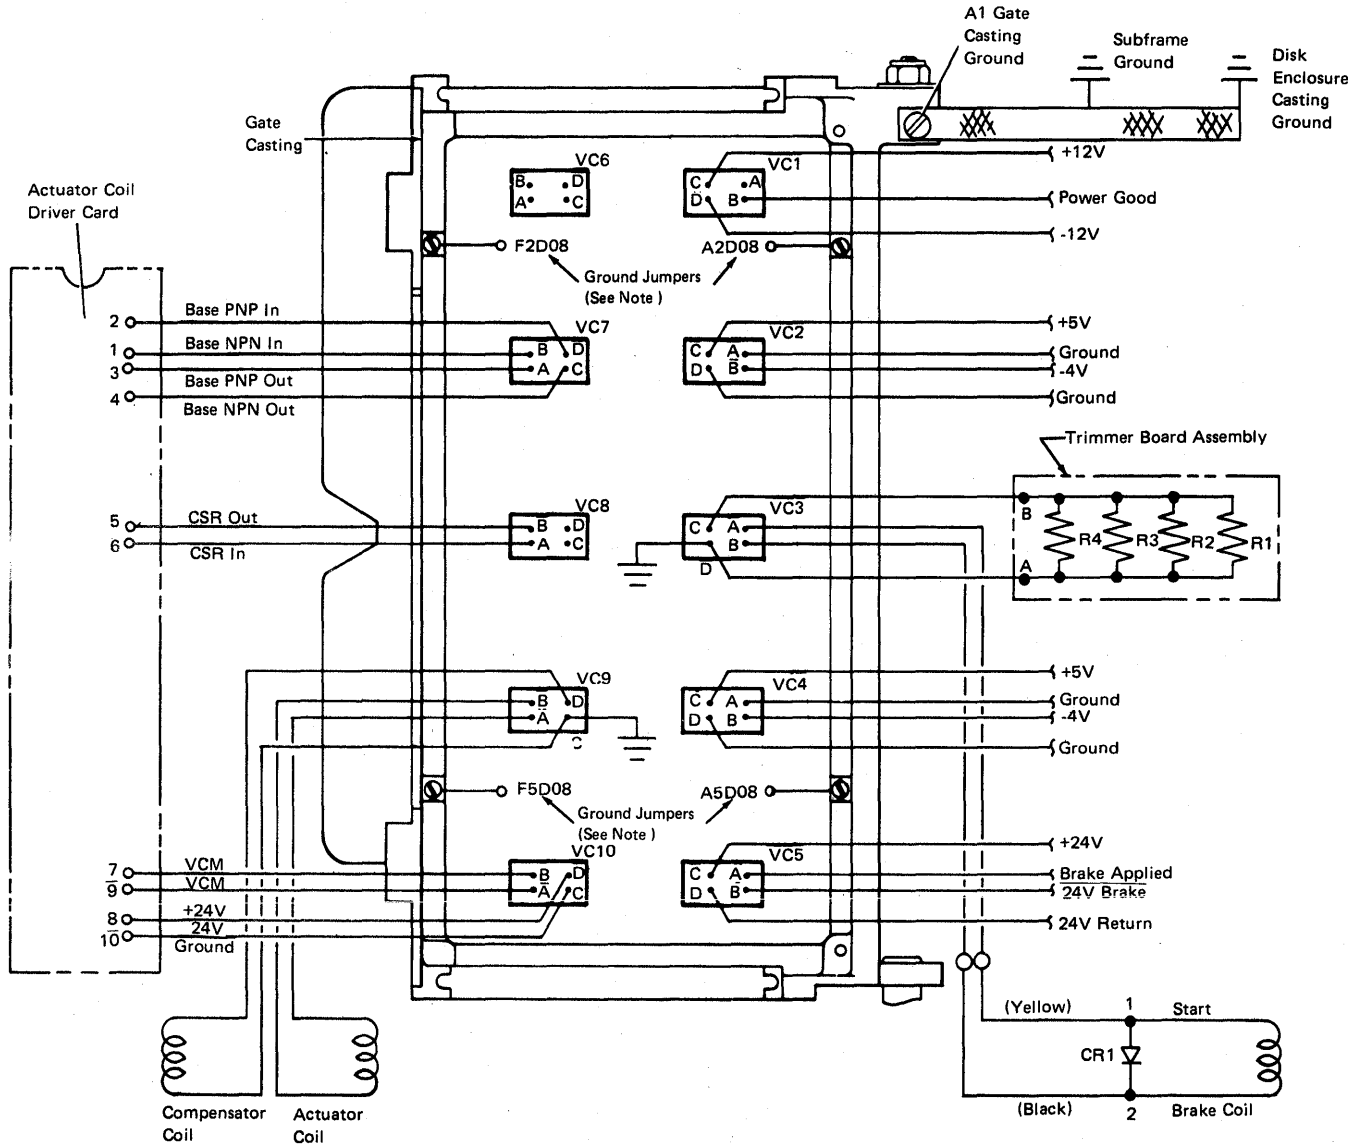 A1 Gate
Casting
Ground
Subframe
Ground
Disk
Enclosure
Casting
Ground
Gate
Casting
Actuator Coil
Driver Card
VC6
B D
A C
VC1
C A
D B
+12V
Power Good
-12V
F2D08
A2D08
Ground Jumpers
(See Note )
2
Base PNP In
1
Base NPN In
3
Base PNP Out
4
Base NPN Out
VC7
B D
A C
VC2
C A
D B
+5V
Ground
-4V
Ground
Trimmer Board Assembly
5
CSR Out
6
CSR In
VC8
B D
A C
VC3
C A
B
D
B
A
R4
R3
R2
R1
VC9
B D
A
C
VC4
C A
D B
+5V
Ground
-4V
Ground
F5D08
A5D08
Ground Jumpers
(See Note )
VC10
B D
A C
VC5
C A
D B
+24V
Brake Applied
24V Brake
24V Return
7
VCM
9
VCM
8
+24V
10
24V
Ground
(Yellow)
1
Start
CR1
(Black)
2
Brake Coil
Compensator
Coil
Actuator
Coil